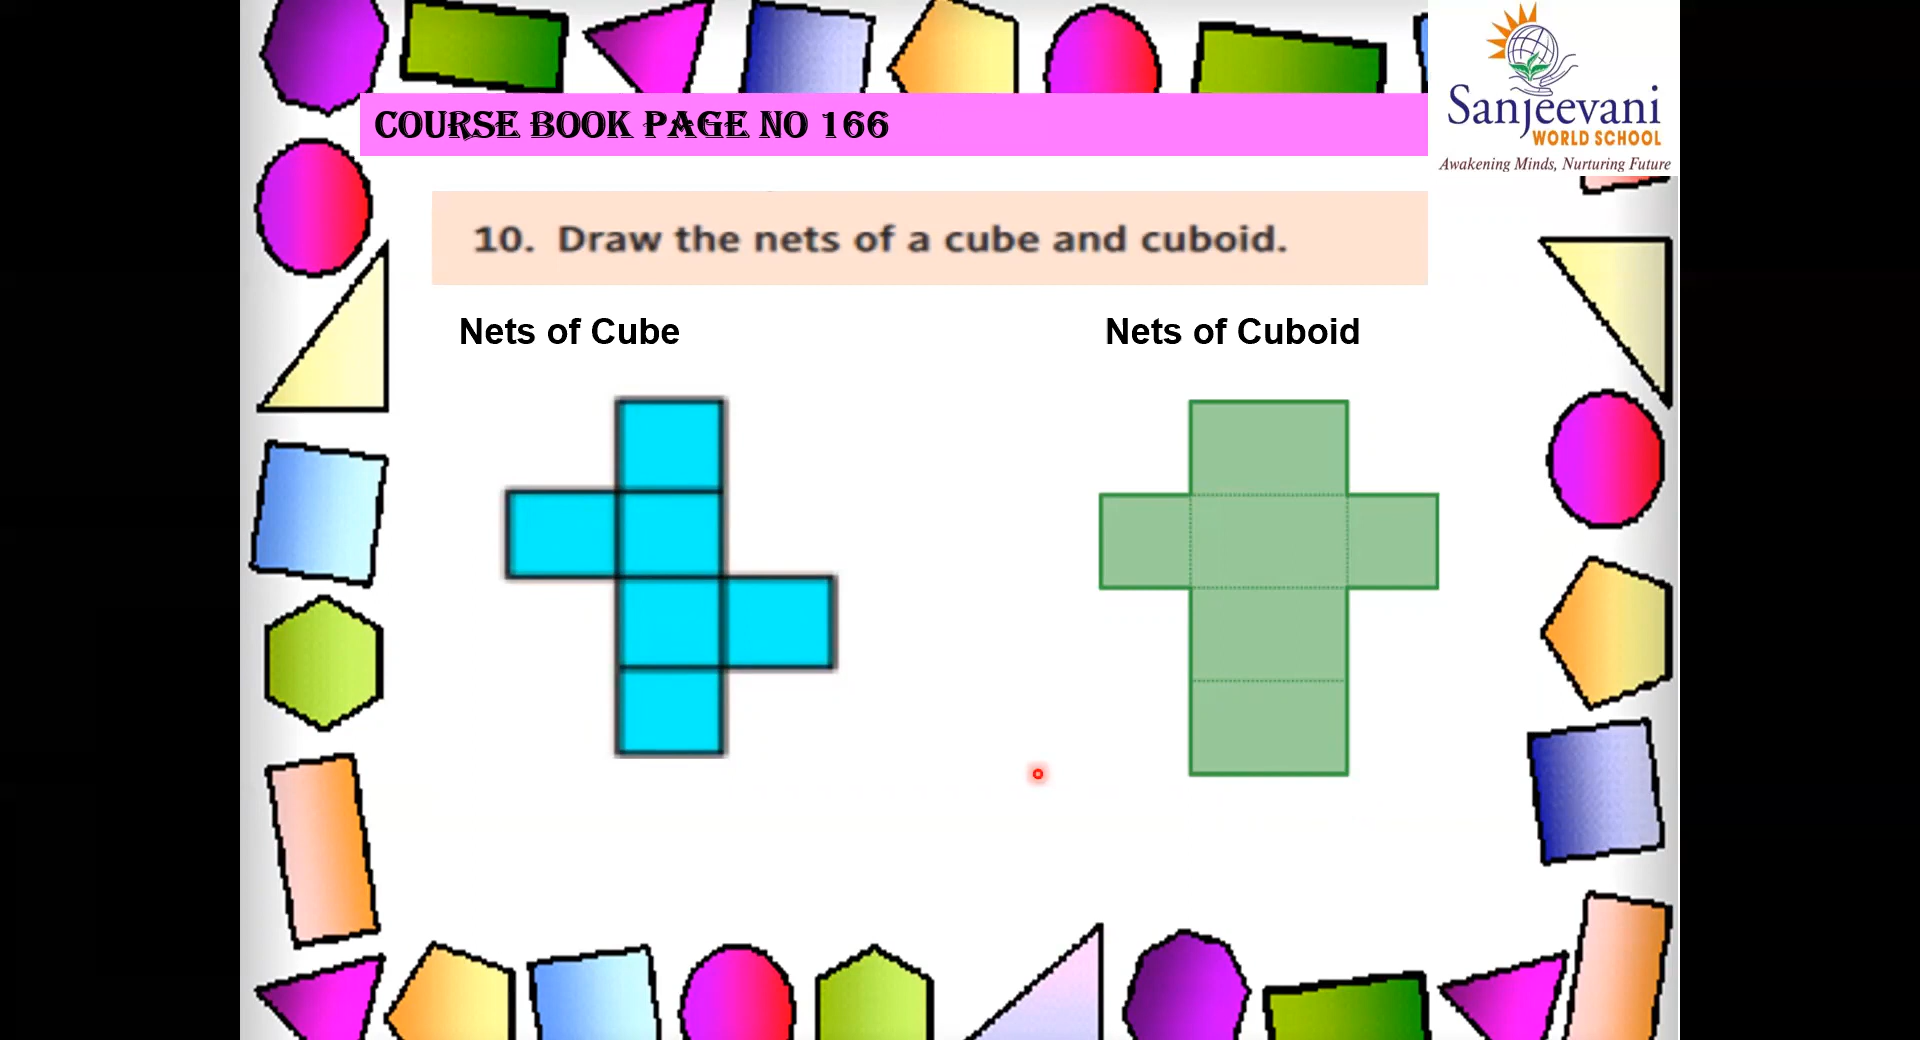 COURSE BOOK PAGE NO 166
Sanjeevani
WORLD SCHOOL
Awakening Minds, Nurturing Future
10. Draw the nets of a cube and cuboid.
Nets of Cube
Nets of Cuboid